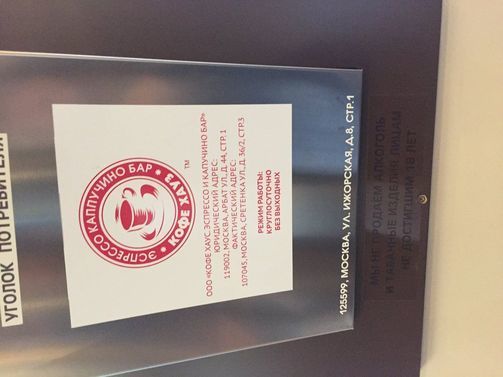 УГОЛОК ПОТРЕБИТЕЛЯ
ЭСПРЕССО КАППУЧИНО БАР
КОФЕ ХАУЗ
TM
ООО «КОФЕ ХАУС. ЭСПРЕССО И КАПУЧИНО БАР»
ЮРИДИЧЕСКИЙ АДРЕС:
119002, МОСКВА, АРБАТ УЛ, Д. 44, СТР. 1
ФАКТИЧЕСКИЙ АДРЕС:
107045, МОСКВА, СРЕТЕНКА УЛ, Д. 36/2, СТР.3
РЕЖИМ РАБОТЫ:
КРУГЛОСУТОЧНО
БЕЗ ВЫХОДНЫХ
125599, МОСКВА, УЛ. ИЖОРСКАЯ, Д.8, СТР.1
МЫ НЕ ПРОДАЕМ АЛКОГОЛЬ
И ТАБАЧНЫЕ ИЗДЕЛИЯ ЛИЦАМ
НЕ ДОСТИГШИМ 18 ЛЕТ